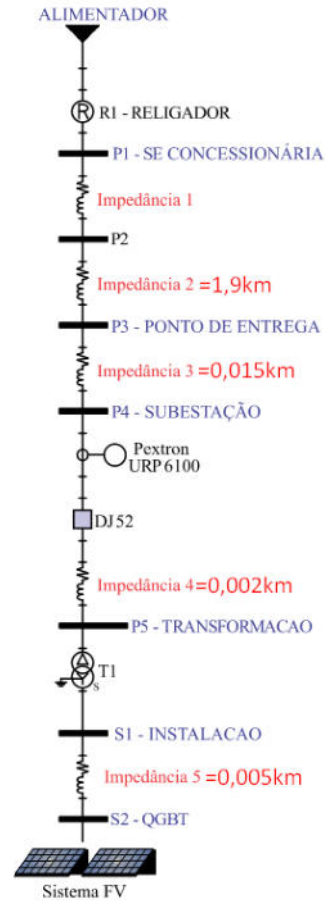 ALIMENTADOR
R
R1 - RELIGADOR
P1 - SE CONCESSIONÁRIA
Impedância 1
P2
Impedância 2 =1,9km
P3 - PONTO DE ENTREGA
Impedância 3 =0,015km
P4 - SUBESTAÇÃO
Pextron
URP 6100
DJ52
Impedância 4 =0,002km
P5 - TRANSFORMACAO
T1
s
S1 - INSTALACAO
Impedância 5 =0,005km
S2 - QGBT
Sistema FV